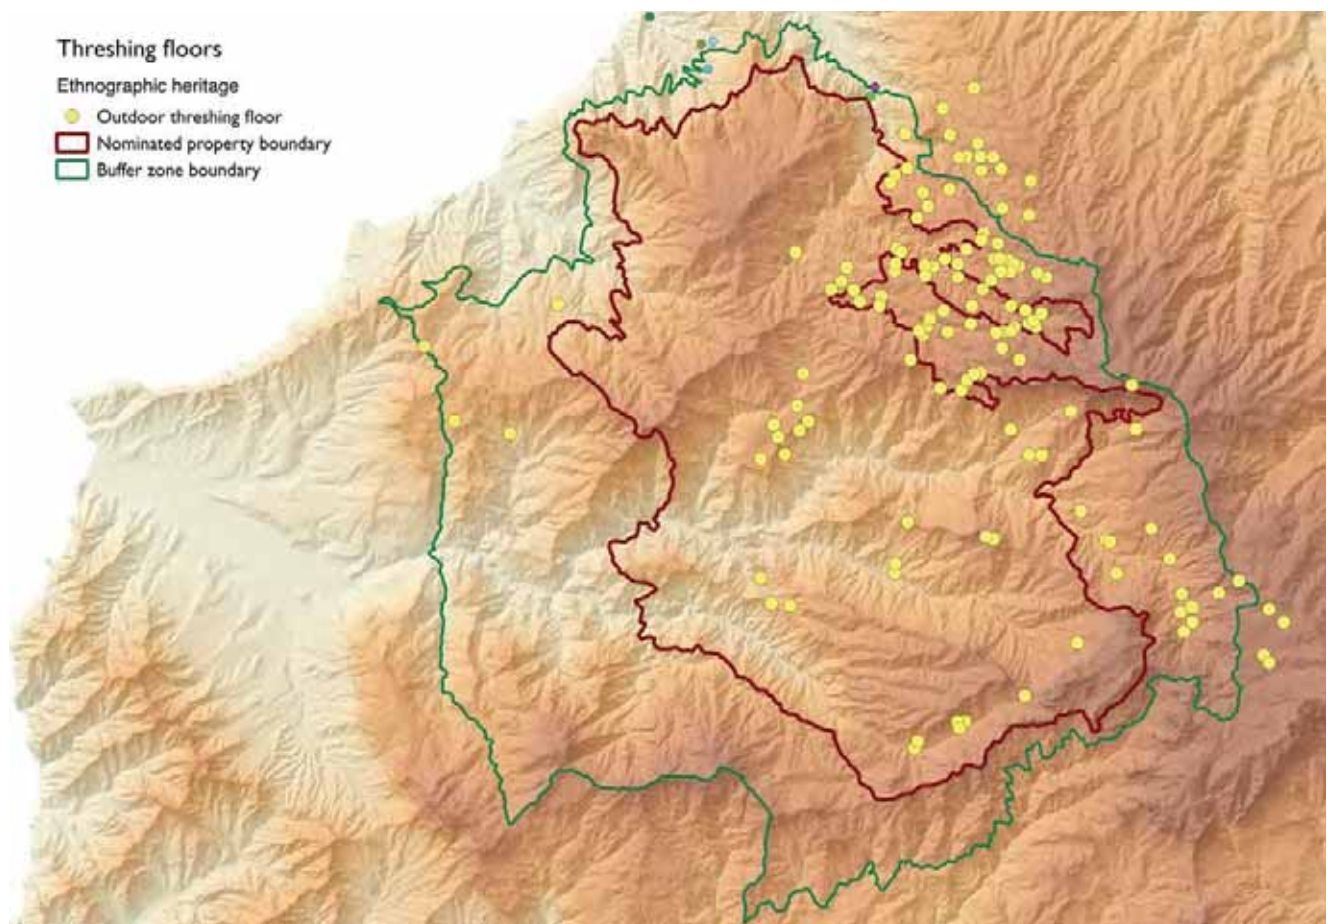 Threshing floors
Ethnographic heritage
Outdoor threshing floor
Nominated property boundary
Buffer zone boundary